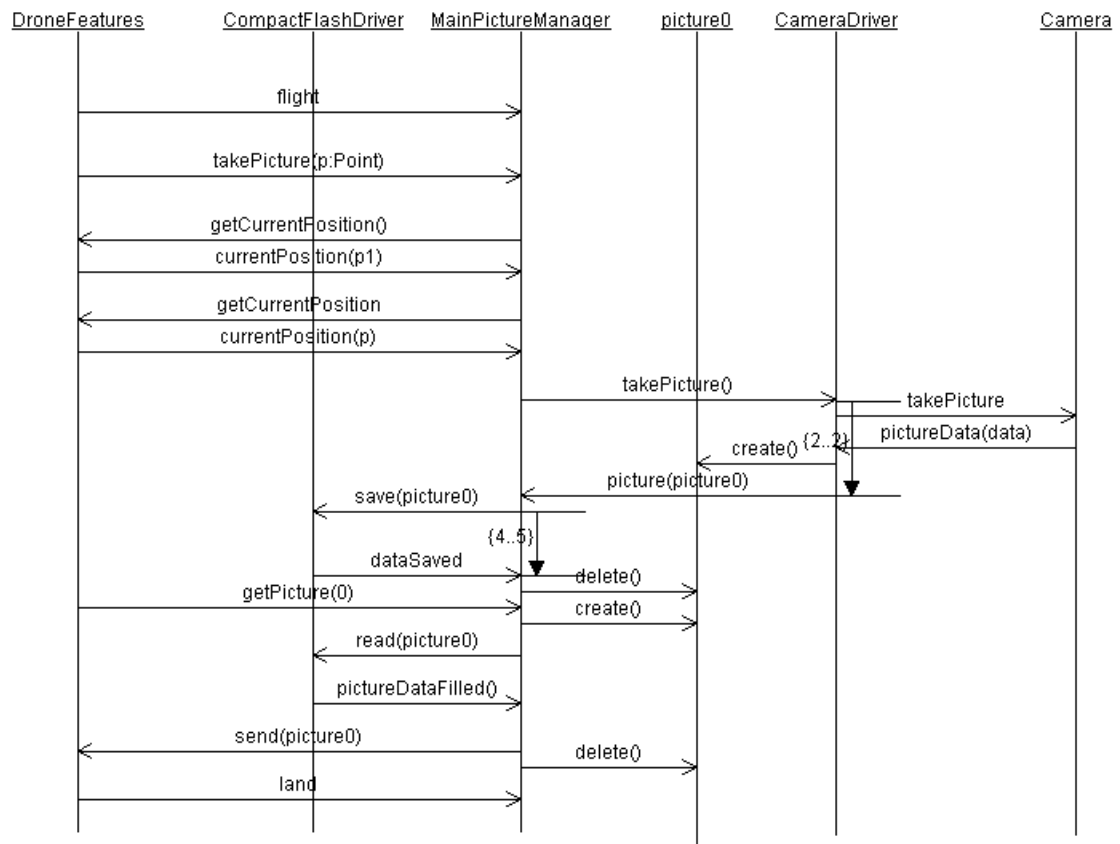 DroneFeatures
CompactFlashDriver
MainPictureManager
picture0
CameraDriver
Camera
flight
takePicture(p:Point)
getCurrentPosition()
currentPosition(p1)
getCurrentPosition
currentPosition(p)
takePicture()
takePicture
pictureData(data)
create()
{2..2}
picture(picture0)
save(picture0)
{4..5}
dataSaved
delete()
getPicture(0)
create()
read(picture0)
pictureDataFilled()
send(picture0)
delete()
land